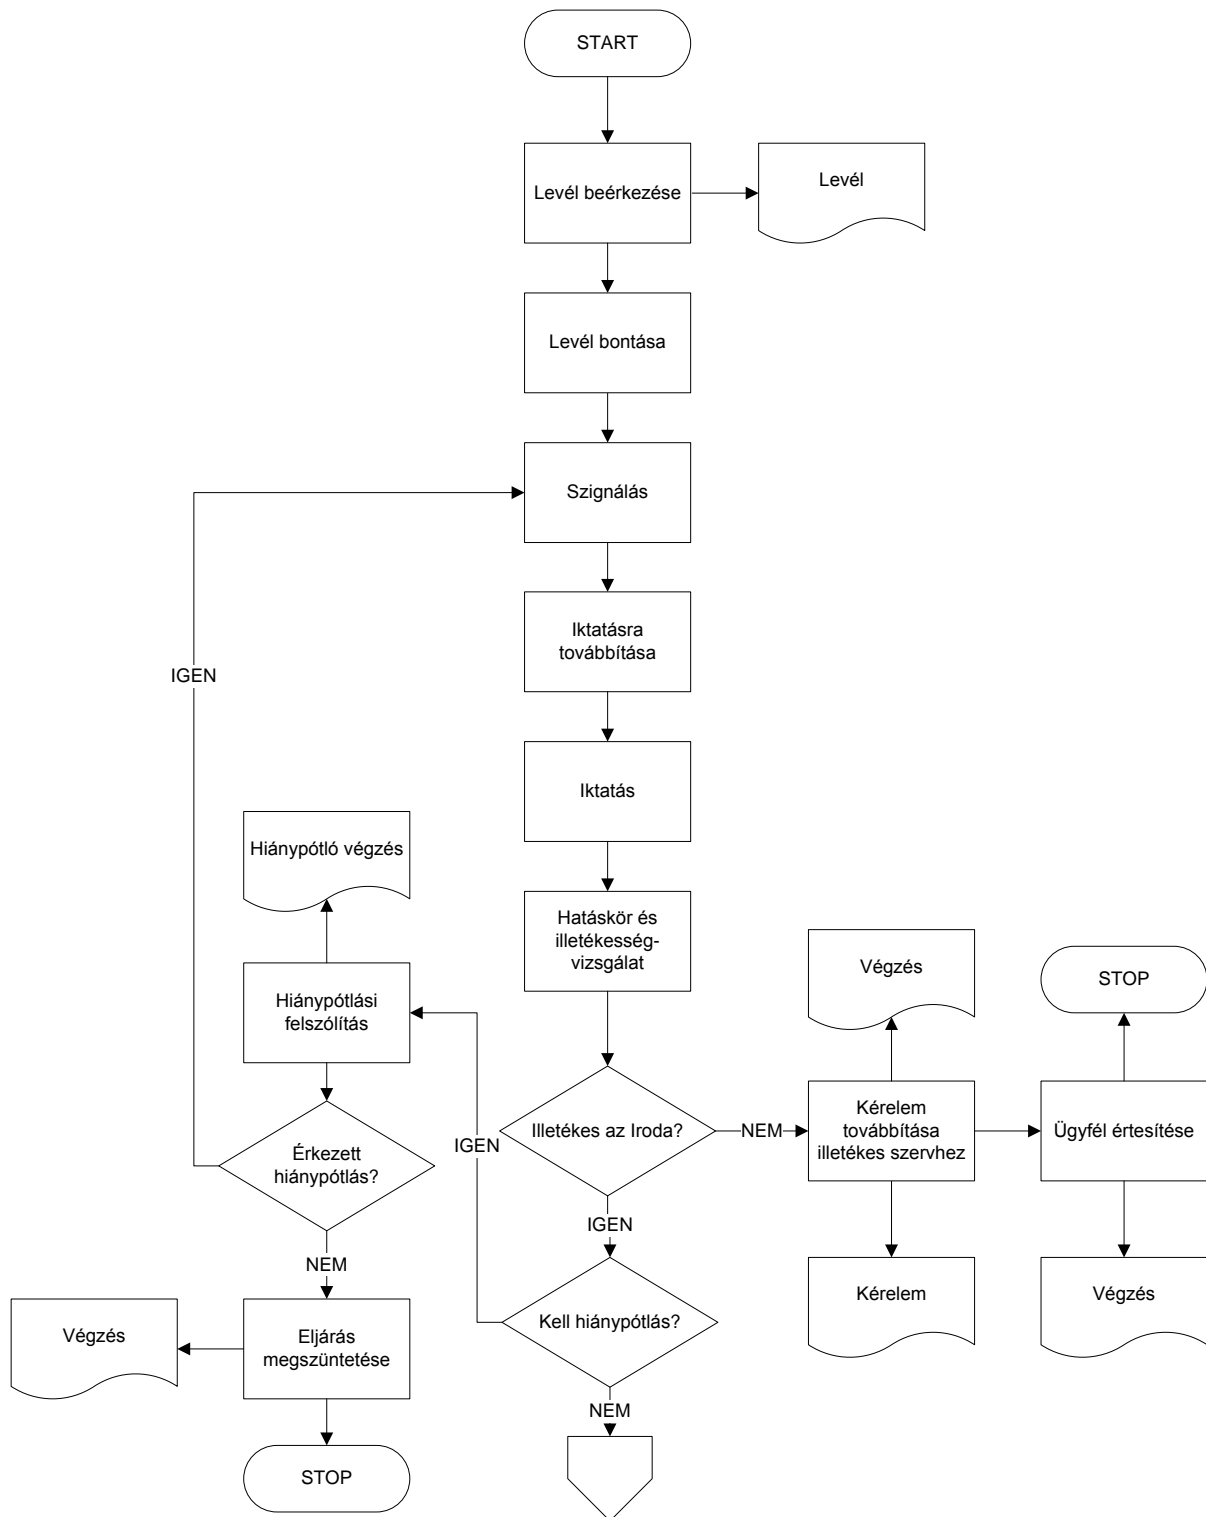 START
Levél beérkezése
Levél
Levél bontása
Szignálás
Iktatásra
továbbítása
IGEN
Iktatás
Hiánypótló végzés
Hatáskör és
illetékesség-
vizsgálat
Végzés
STOP
Hiánypótlási
felszólítás
Illetékes az Iroda?
NEM
Kérelem
továbbítása
illetékes szervhez
Ügyfél értesítése
IGEN
Érkezett
hiánypótlás?
IGEN
NEM
Kérelem
Végzés
Kell hiánypótlás?
Végzés
Eljárás
megszüntetése
NEM
STOP